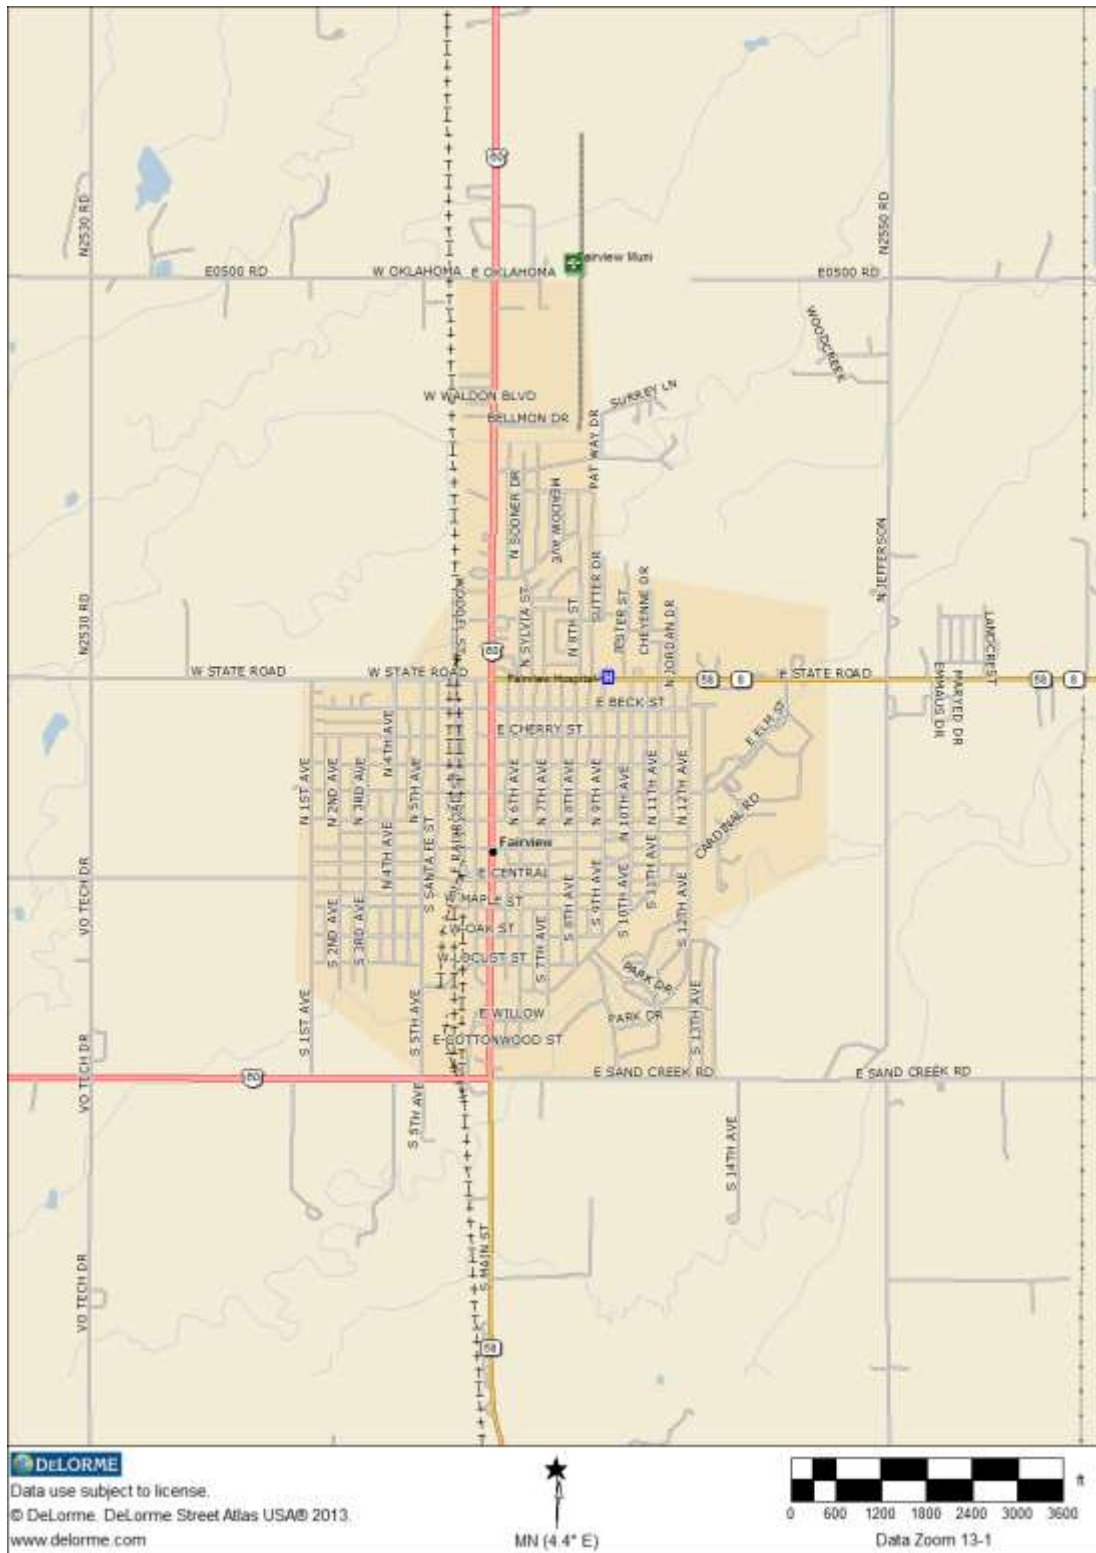 60
N2530 RD
N2550 RD
Fairview Muni
E0500 RD
W OKLAHOMA
E OKLAHOMA
E0500 RD
WOODCREEK
W WALDON BLVD
SURREY LN
BELLMON DR
PAT WAY DR
N SOONER DR
MEADOW AVE
N JEFFERSON
SUTTER DR
CHEYENNE DR
JESTER ST
N JORDAN DR
N SYLVIA ST
N 8TH ST
N2530 RD
LANCREST
60
W STATE ROAD
W STATE ROAD
Fairview Hospital
H
58
8
E STATE ROAD
58
8
EMMAUS DR
MARYED DR
E BECK ST
E CHERRY ST
E ELM ST
N 4TH AVE
N 1ST AVE
N 2ND AVE
N 3RD AVE
N 5TH AVE
N 6TH AVE
N 7TH AVE
N 8TH AVE
N 9TH AVE
N 10TH AVE
N 11TH AVE
N 12TH AVE
CARDINAL RD
Fairview
N 4TH AVE
S SANTA FE ST
E CENTRAL
VO TECH DR
W MAPLE ST
S 2ND AVE
S 3RD AVE
W OAK ST
W LOCUST ST
S 7TH AVE
S 8TH AVE
S 9TH AVE
S 10TH AVE
S 11TH AVE
S 12TH AVE
PARK DR
PARK DR
S 13TH AVE
S 1ST AVE
S 5TH AVE
E WILLOW
E COTTONWOOD ST
VO TECH DR
60
E SAND CREEK RD
E SAND CREEK RD
S 5TH AVE
S 14TH AVE
S MAIN ST
VO TECH DR
58
DELORME
Data use subject to license.
© DeLorme. DeLorme Street Atlas USA® 2013.
www.delorme.com
MN (4.4° E)
ft
0 600 1200 1800 2400 3000 3600
Data Zoom 13-1